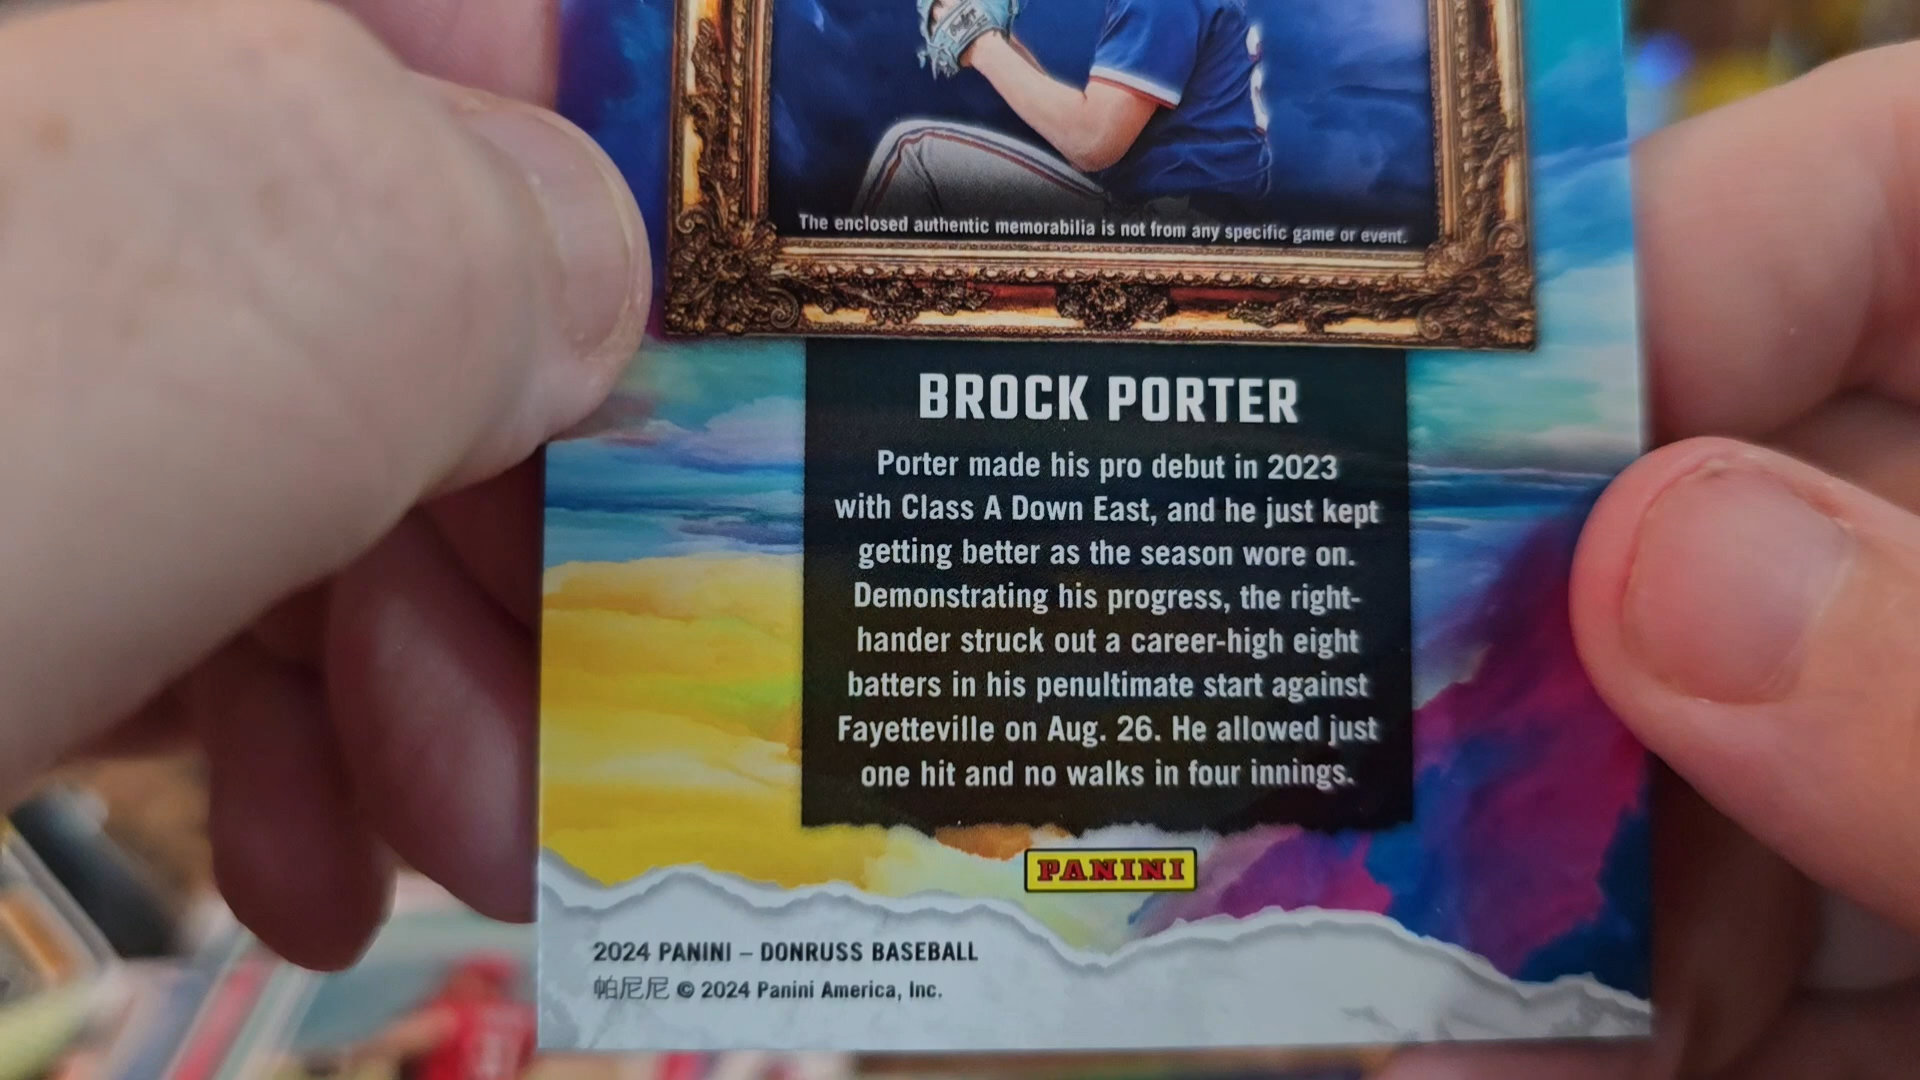 The enclosed authentic memorabilia is not from any specific game or event.
BROCK PORTER
Porter made his pro debut in 2023
with Class A Down East, and he just kept
getting better as the season wore on.
Demonstrating his progress, the right-
hander struck out a career-high eight
batters in his penultimate start against
Fayetteville on Aug. 26. He allowed just
one hit and no walks in four innings.
PANINI
2024 PANINI – DONRUSS BASEBALL
帕尼尼 © 2024 Panini America, Inc.